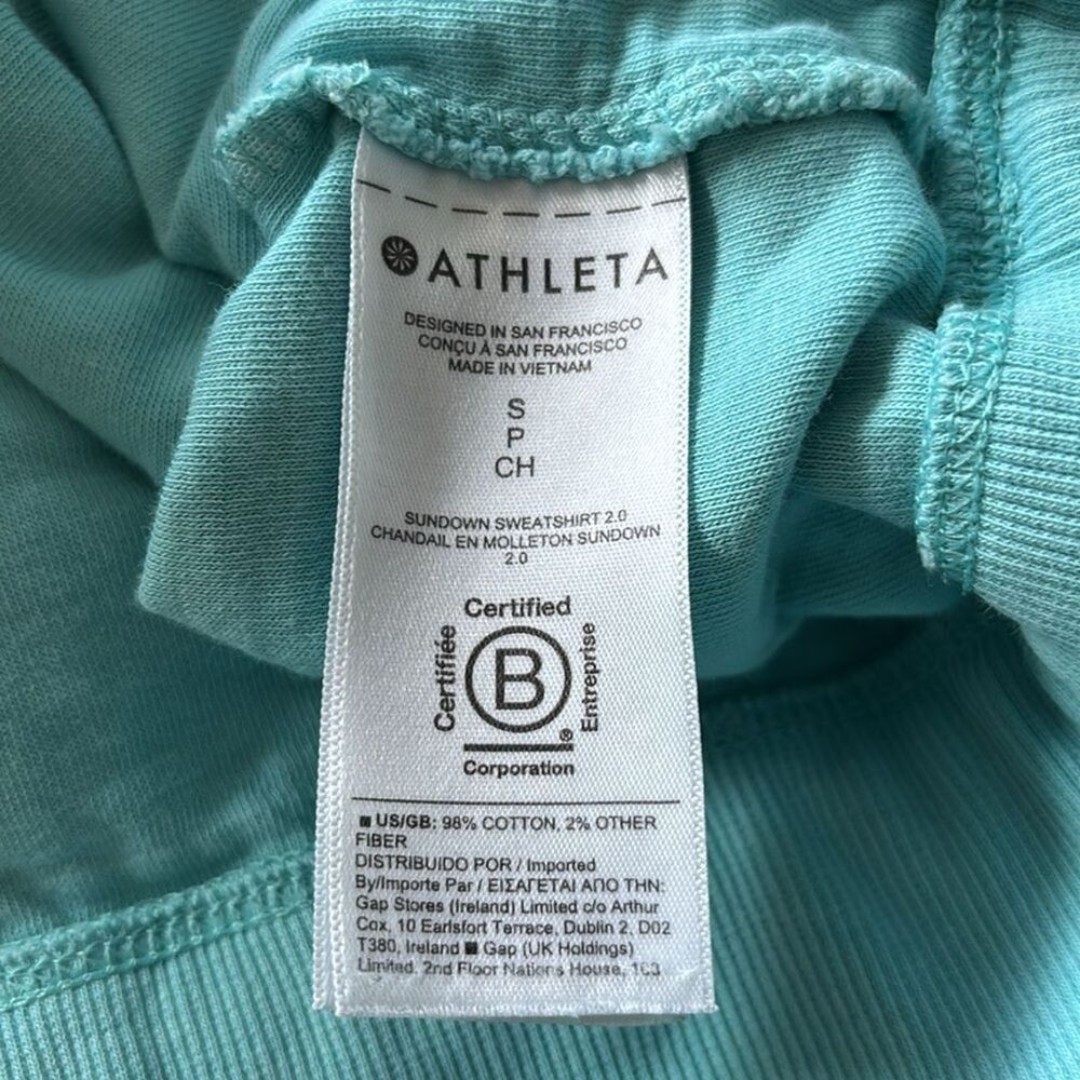 ATHLETA
DESIGNED IN SAN FRANCISCO
CONÇU À SAN FRANCISCO
MADE IN VIETNAM
S
P
CH
SUNDOWN SWEATSHIRT 2.0
CHANDAIL EN MOLLETON SUNDOWN
2.0
Certified
Certifiée
B
Entreprise
®
Corporation
US/GB: 98% COTTON, 2% OTHER
FIBER
DISTRIBUIDO POR / Imported
By/Importe Par / ΕΙΣΑΓΕΤΑΙ ΑΠΟ ΤΗΝ:
Gap Stores (Ireland) Limited c/o Arthur
Cox, 10 Earlsfort Terrace, Dublin 2, D02
T380, Ireland ■ Gap (UK Holdings)
Limited, 2nd Floor Nations House, 103